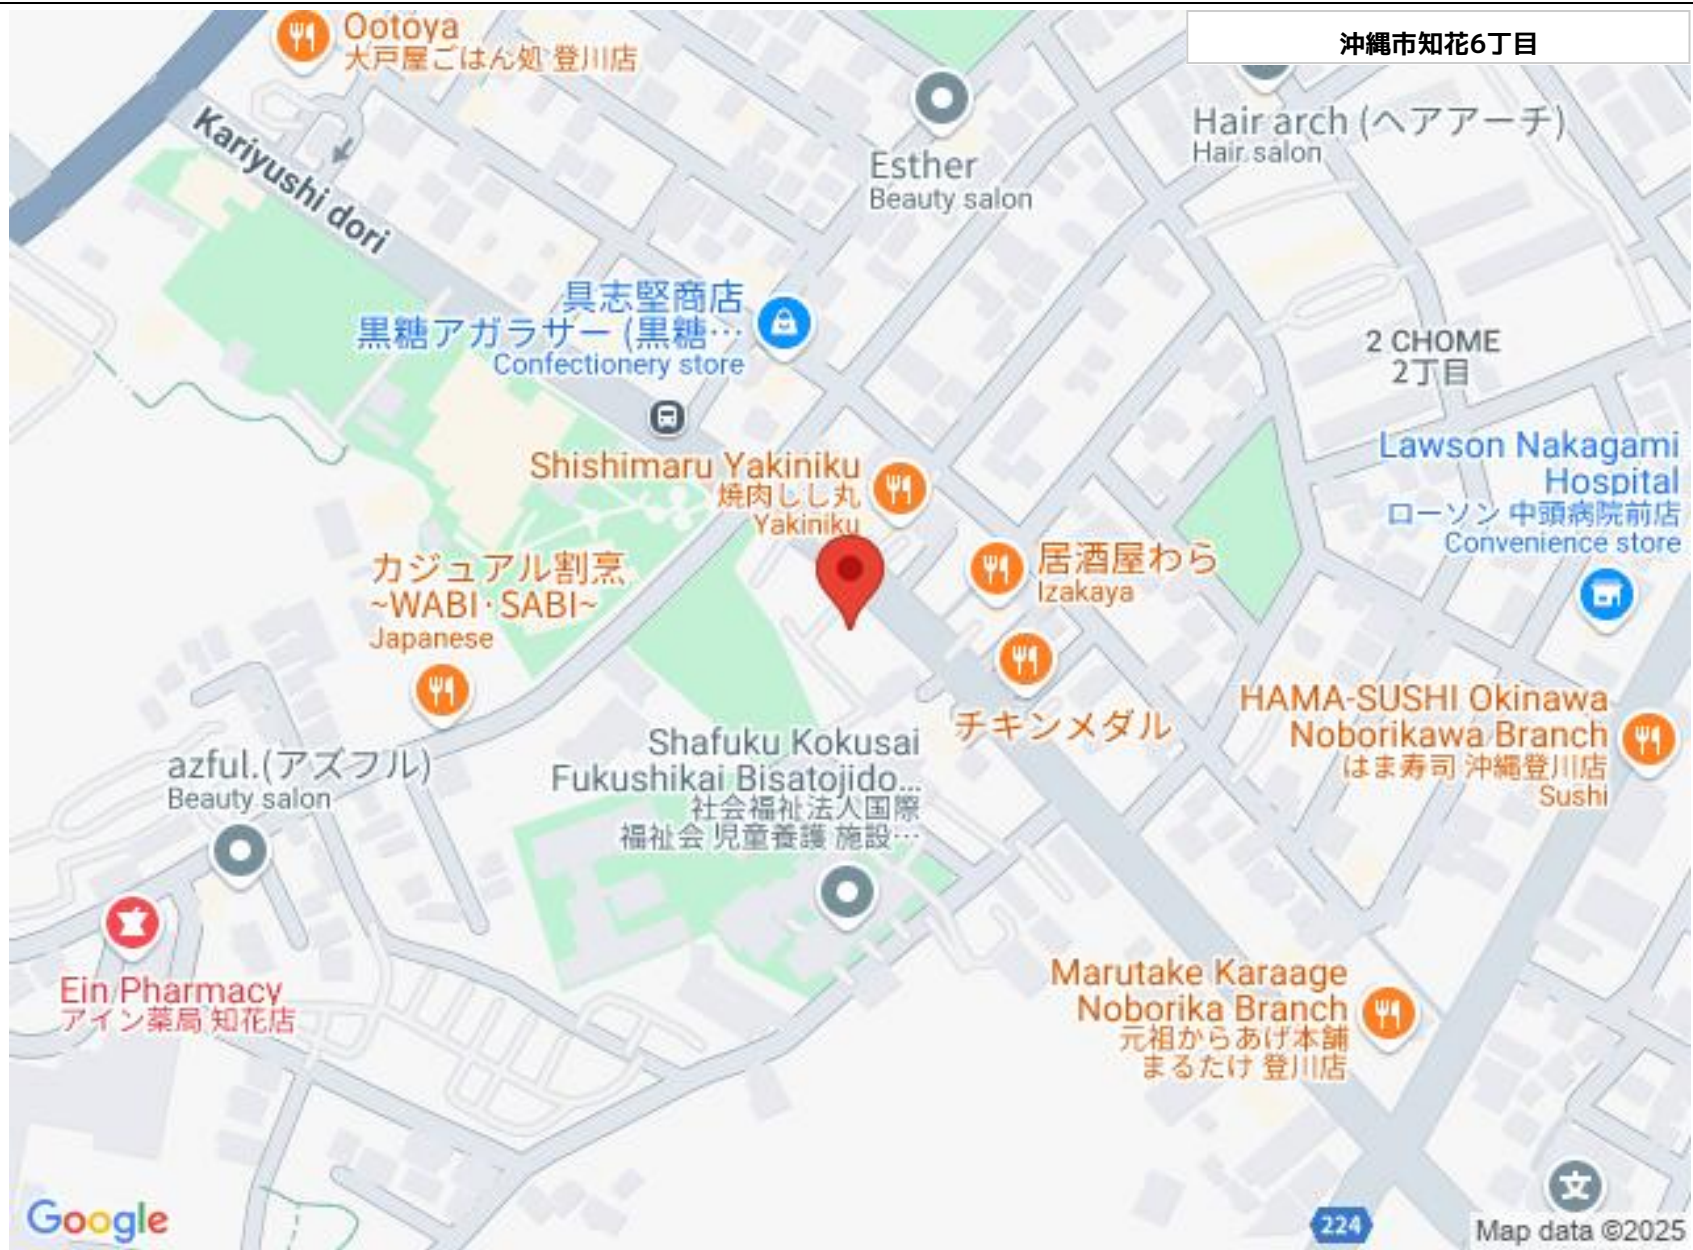 沖縄市知花6丁目
Ootoya
大戸屋ごはん処 登川店
Kariyushi dori
Esther
Beauty salon
Hair arch (ヘアアーチ)
Hair salon
具志堅商店
黒糖アガラサー (黒糖…
Confectionery store
2 CHOME
2丁目
Shishimaru Yakiniku
焼肉しし丸
Yakiniku
Lawson Nakagami
Hospital
ローソン 中頭病院前店
Convenience store
カジュアル割烹
~WABI・SABI~
Japanese
居酒屋わら
Izakaya
チキンメダル
HAMA-SUSHI Okinawa
Noborikawa Branch
はま寿司 沖縄登川店
Sushi
azful.(アズフル)
Beauty salon
Shafuku Kokusai
Fukushikai Bisatojido...
社会福祉法人国際
福祉会 児童養護 施設…
Ein Pharmacy
アイン薬局 知花店
Marutake Karaage
Noborika Branch
元祖からあげ本舗
まるたけ 登川店
文
224
Google
Map data ©2025